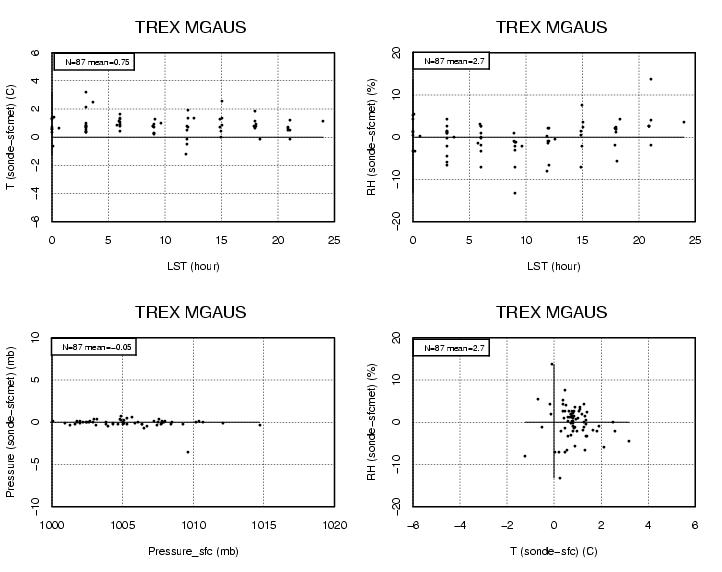 TREX MGAUS
N=87 mean=0.75
T (sonde−sfcmet) (C)
6
4
2
0
−2
−4
−6
0
5
10
15
20
25
LST (hour)
TREX MGAUS
N=87 mean=2.7
RH (sonde−sfcmet) (%)
20
10
0
−10
−20
0
5
10
15
20
25
LST (hour)
TREX MGAUS
N=87 mean=−0.05
Pressure (sonde−sfcmet) (mb)
10
5
0
−5
−10
1000
1005
1010
1015
1020
Pressure_sfc (mb)
TREX MGAUS
N=87 mean=2.7
RH (sonde−sfcmet) (%)
20
10
0
−10
−20
−6
−4
−2
0
2
4
6
T (sonde−sfc) (C)